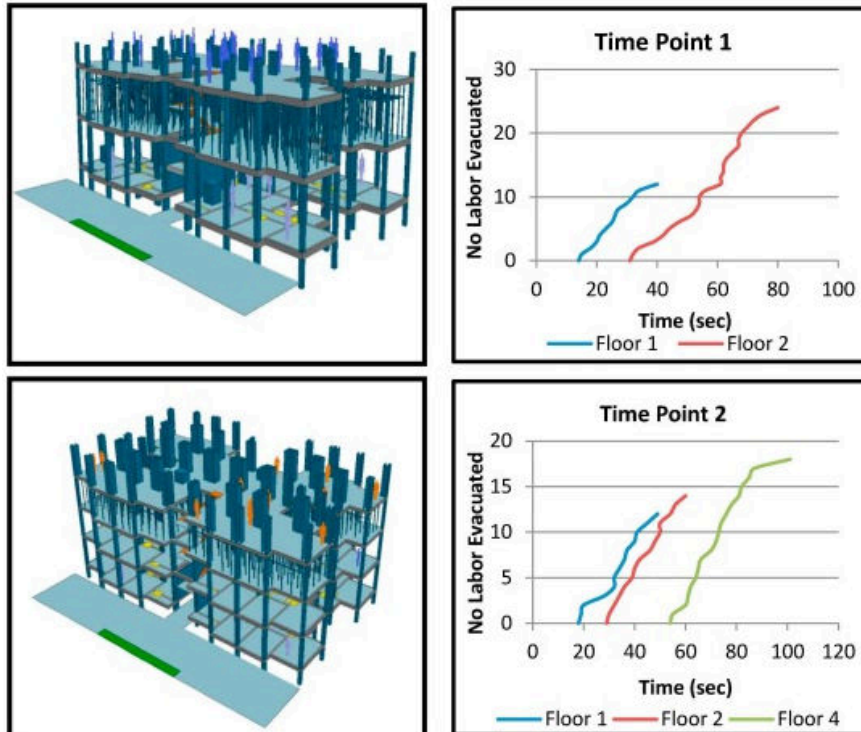 Time Point 1
No Labor Evacuated
30
20
10
0
0 20 40 60 80 100
Time (sec)
Floor 1 Floor 2
Time Point 2
No Labor Evacuated
20
15
10
5
0
0 20 40 60 80 100 120
Time (sec)
Floor 1 Floor 2 Floor 4